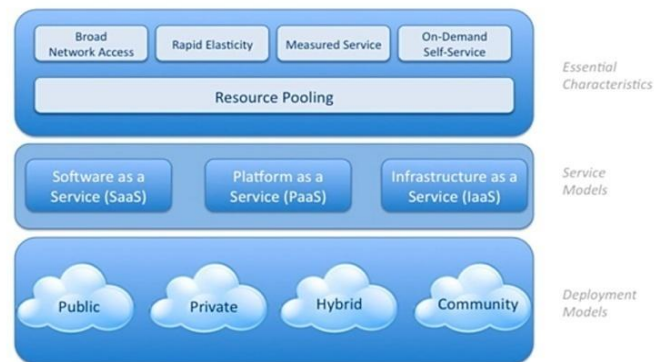 Broad
Network Access
Rapid Elasticity
Measured Service
On-Demand
Self-Service
Resource Pooling
Essential
Characteristics
Software as a
Service (SaaS)
Platform as a
Service (PaaS)
Infrastructure as a
Service (IaaS)
Service
Models
Public
Private
Hybrid
Community
Deployment
Models